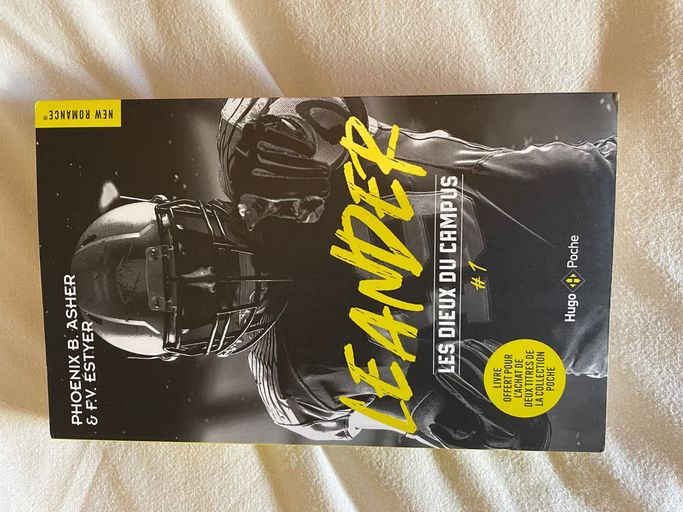 NEW ROMANCE®
PHOENIX B. ASHER
& F.V. ESTYER
LEANDER
LES DIEUX DU CAMPUS
#1
LIVRE
OFFERT POUR
L'ACHAT DE
DEUX TITRES DE
LA COLLECTION
POCHE
Hugo Poche